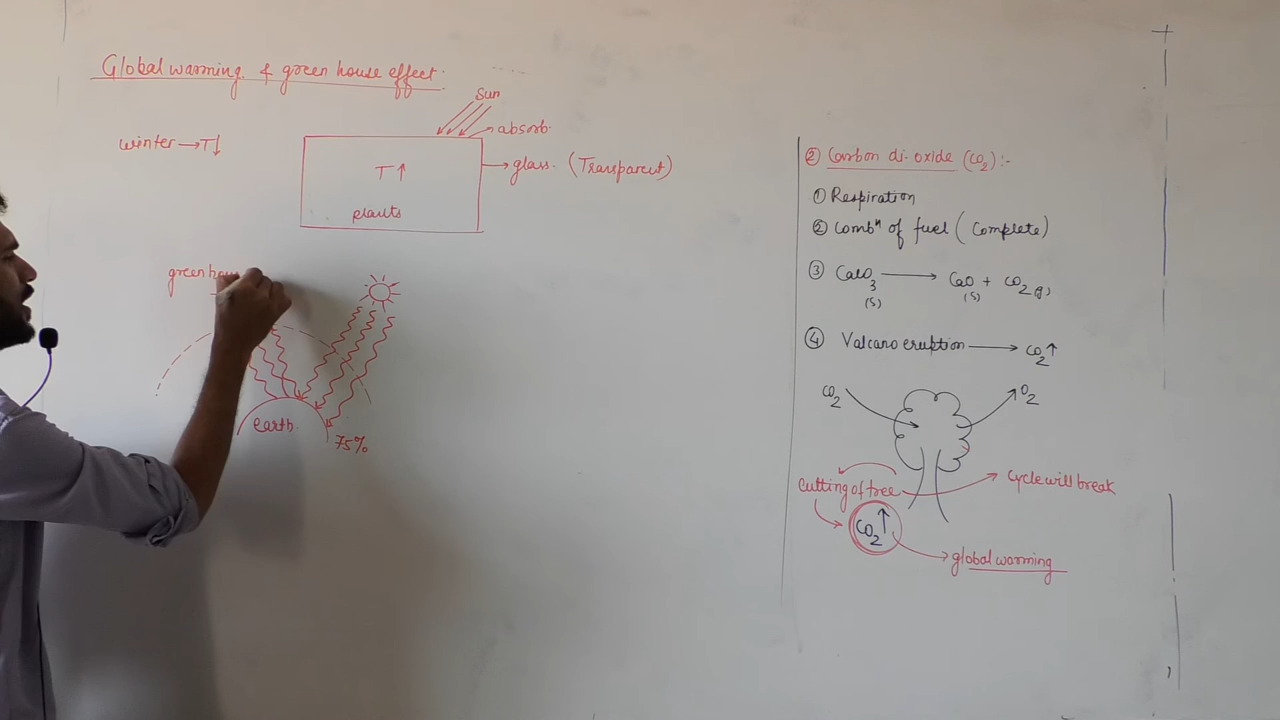 Global warming & green house effect.
Sun
absorb.
winter → T↓
T ↑
glass. (Transparent)
plants
green hou
earth.
75%
② Carbon di-oxide (CO2) :-
① Respiration
② Combⁿ of fuel (Complete)
③ CaCO3 (s) → CaO (s) + CO2 (g)
④ Valcano eruption → CO2↑
CO2
O2
cutting of tree
cycle will break
CO2 ↑
global warming